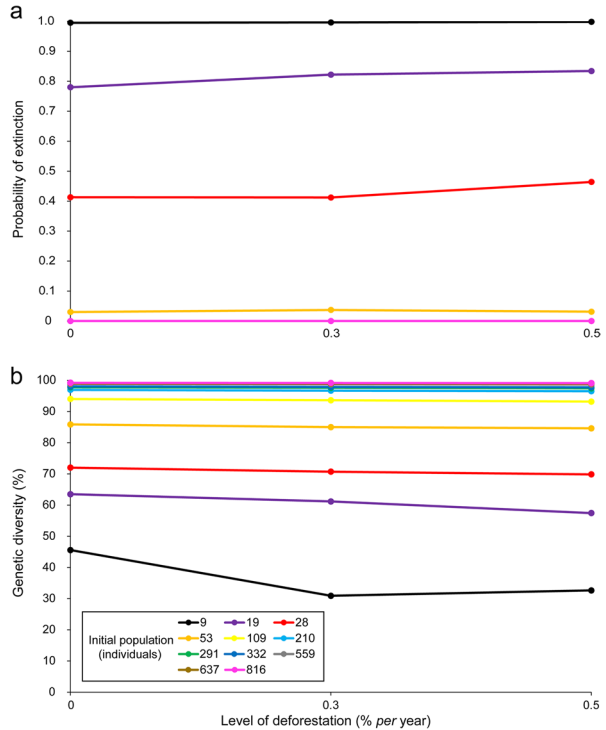 a
Probability of extinction
1.0
0.9
0.8
0.7
0.6
0.5
0.4
0.3
0.2
0.1
0
0 0.3 0.5
b
Genetic diversity (%)
100
90
80
70
60
50
40
30
20
10
0
Initial population
(individuals)
9 19 28
53 109 210
291 332 559
637 816
0 0.3 0.5
Level of deforestation (% per year)